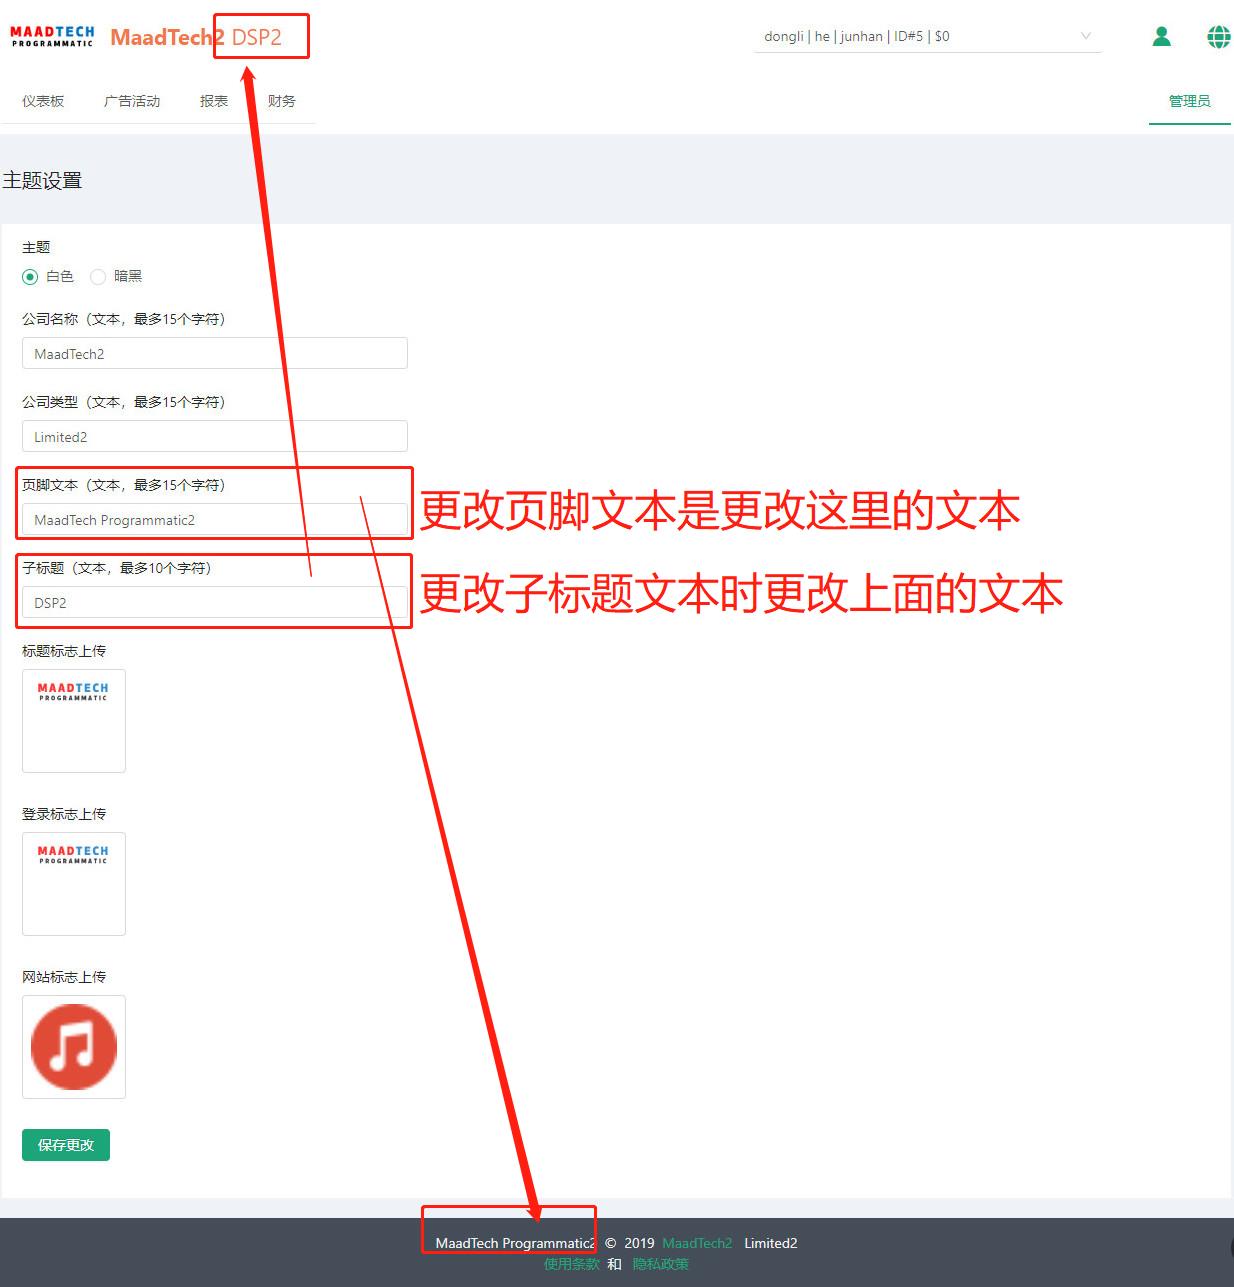 MAADTECH
PROGRAMMATIC
MaadTech2 DSP2
dongli | he | junhan | ID#5 | $0
仪表板 广告活动 报表 财务 管理员
主题设置
主题
白色 暗黑
公司名称（文本，最多15个字符）
MaadTech2
公司类型（文本，最多15个字符）
Limited2
页脚文本（文本，最多15个字符）
MaadTech Programmatic2
更改页脚文本是更改这里的文本
子标题（文本，最多10个字符）
DSP2
更改子标题文本时更改上面的文本
标题标志上传
MAADTECH
PROGRAMMATIC
登录标志上传
MAADTECH
PROGRAMMATIC
网站标志上传
保存更改
MaadTech Programmatic2 © 2019 MaadTech2 Limited2
使用条款 和 隐私政策